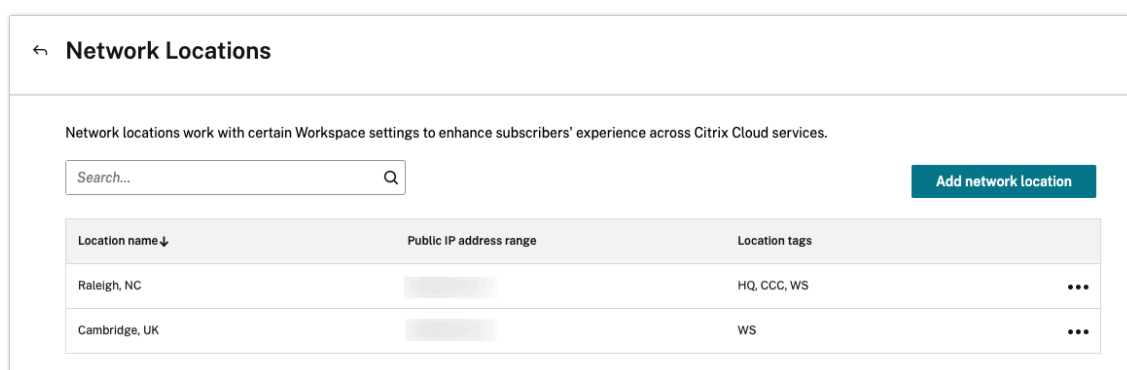 Network Locations
Network locations work with certain Workspace settings to enhance subscribers' experience across Citrix Cloud services.
Search...
Add network location
Location name Public IP address range Location tags
Raleigh, NC HQ, CCC, WS
Cambridge, UK WS